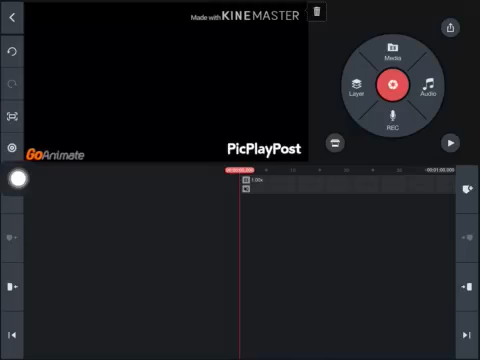 Made with KINEMASTER
Media
Layer
Audio
REC
GoAnimate
PicPlayPost
1.00x